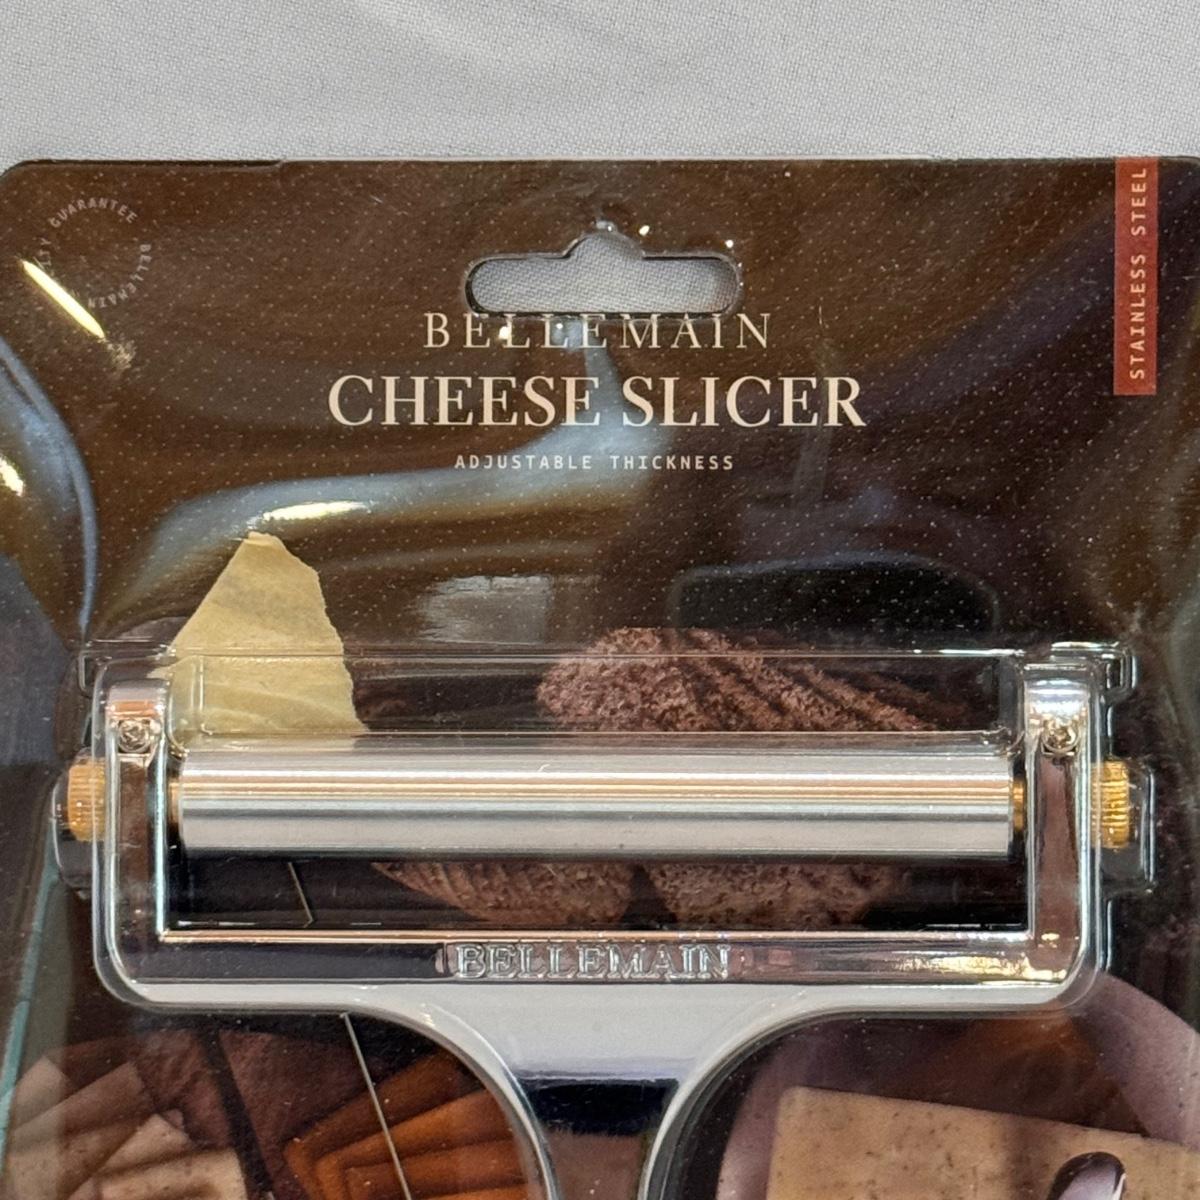 GUARANTEE
BELLEMAIN
STAINLESS STEEL
BELLEMAIN
CHEESE SLICER
ADJUSTABLE THICKNESS
BELLEMAIN